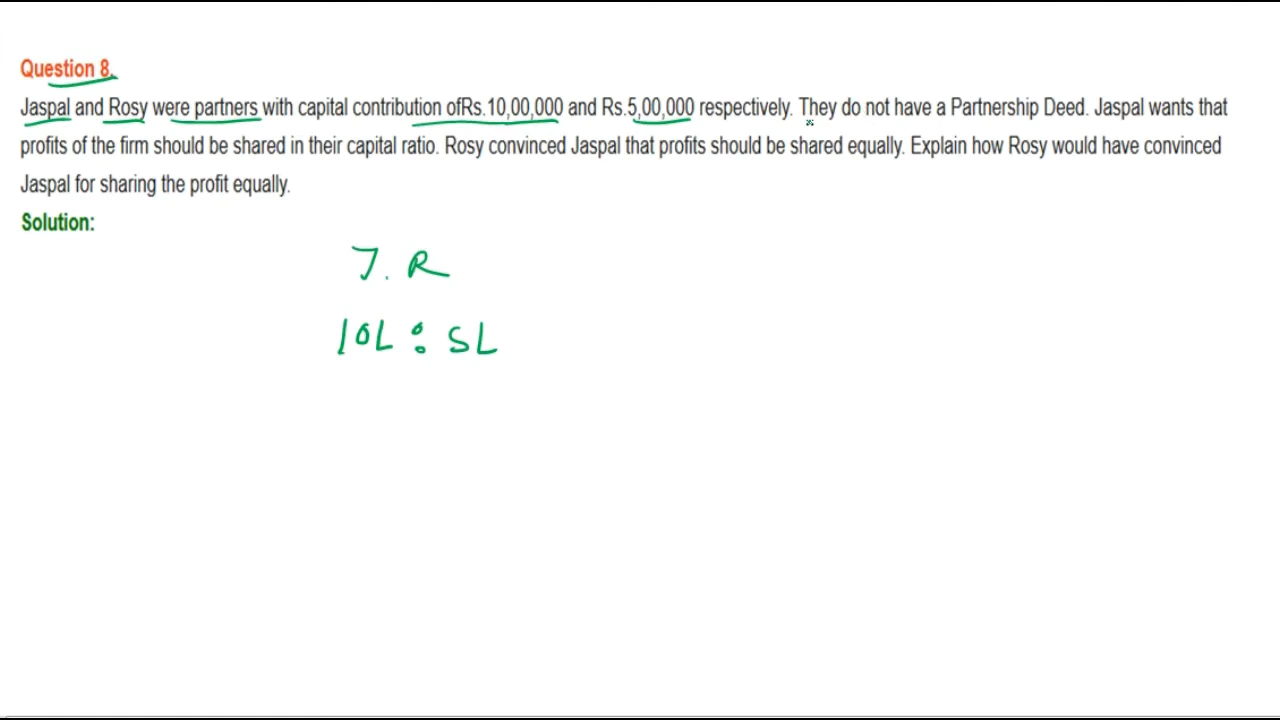 Question 8.
Jaspal and Rosy were partners with capital contribution ofRs.10,00,000 and Rs.5,00,000 respectively. They do not have a Partnership Deed. Jaspal wants that
profits of the firm should be shared in their capital ratio. Rosy convinced Jaspal that profits should be shared equally. Explain how Rosy would have convinced
Jaspal for sharing the profit equally.
Solution:
J. R
10L : 5L